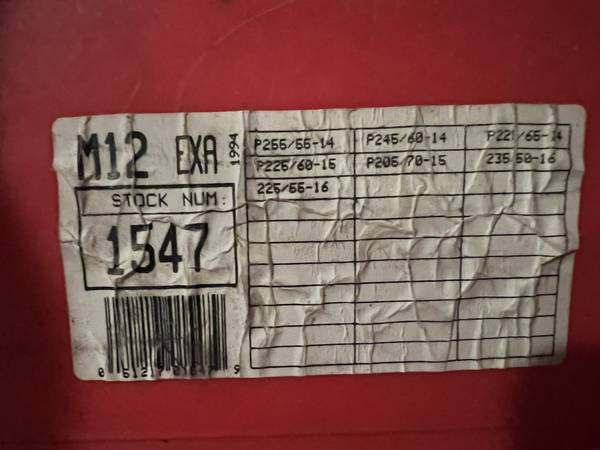 M12 EXA 1994
STOCK NUM:
1547
P255/55-14 P245/60-14
P225/60-15 P205/70-15 235/50-16
225/55-16